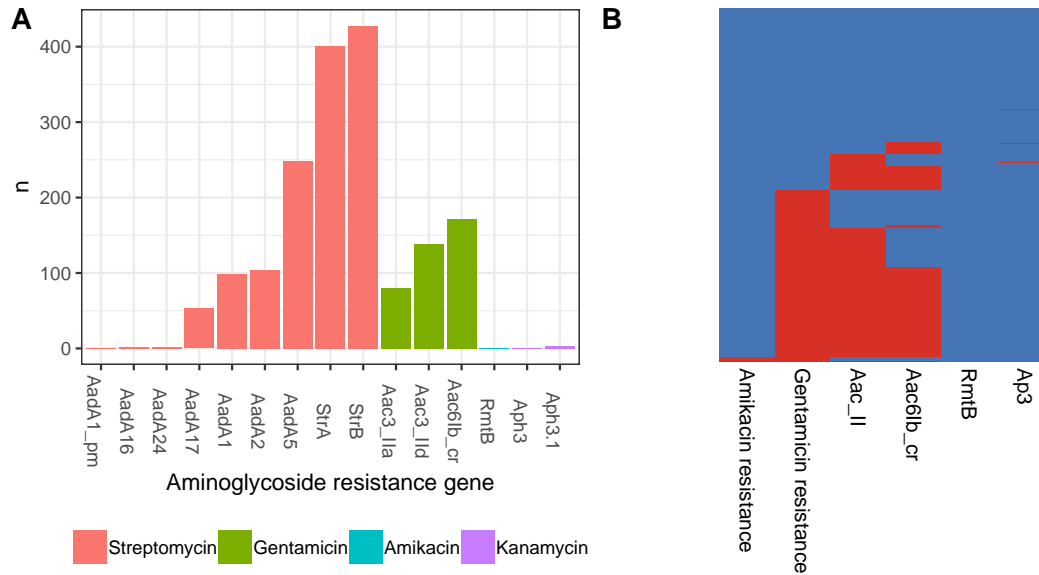 A
n
400
300
200
100
0
AadA1_pm
AadA16
AadA24
AadA17
AadA1
AadA2
AadA5
StrA
StrB
Aac3_IIa
Aac3_IId
Aac6Ib_cr
RmtB
Aph3
Aph3.1
Aminoglycoside resistance gene
Streptomycin Gentamicin Amikacin Kanamycin
B
Amikacin resistance
Gentamicin resistance
Aac_II
Aac6Ib_cr
RmtB
Ap3